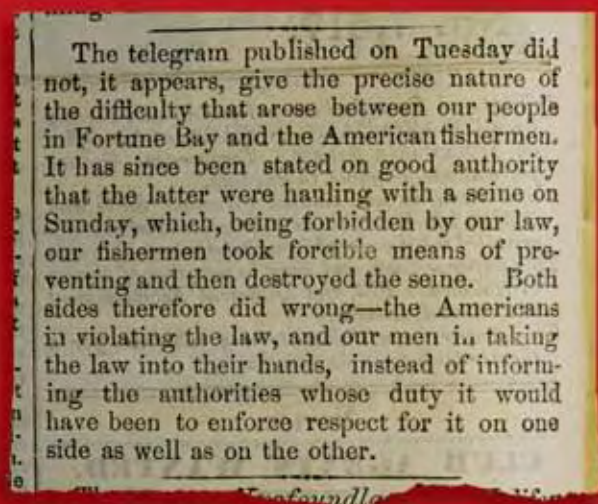 The telegram published on Tuesday did
not, it appears, give the precise nature of
the difficulty that arose between our people
in Fortune Bay and the American fishermen.
It has since been stated on good authority
that the latter were hauling with a seine on
Sunday, which, being forbidden by our law,
our fishermen took forcible means of pre-
venting and then destroyed the seine. Both
sides therefore did wrong—the Americans
in violating the law, and our men in taking
the law into their hands, instead of inform-
ing the authorities whose duty it would
have been to enforce respect for it on one
side as well as on the other.